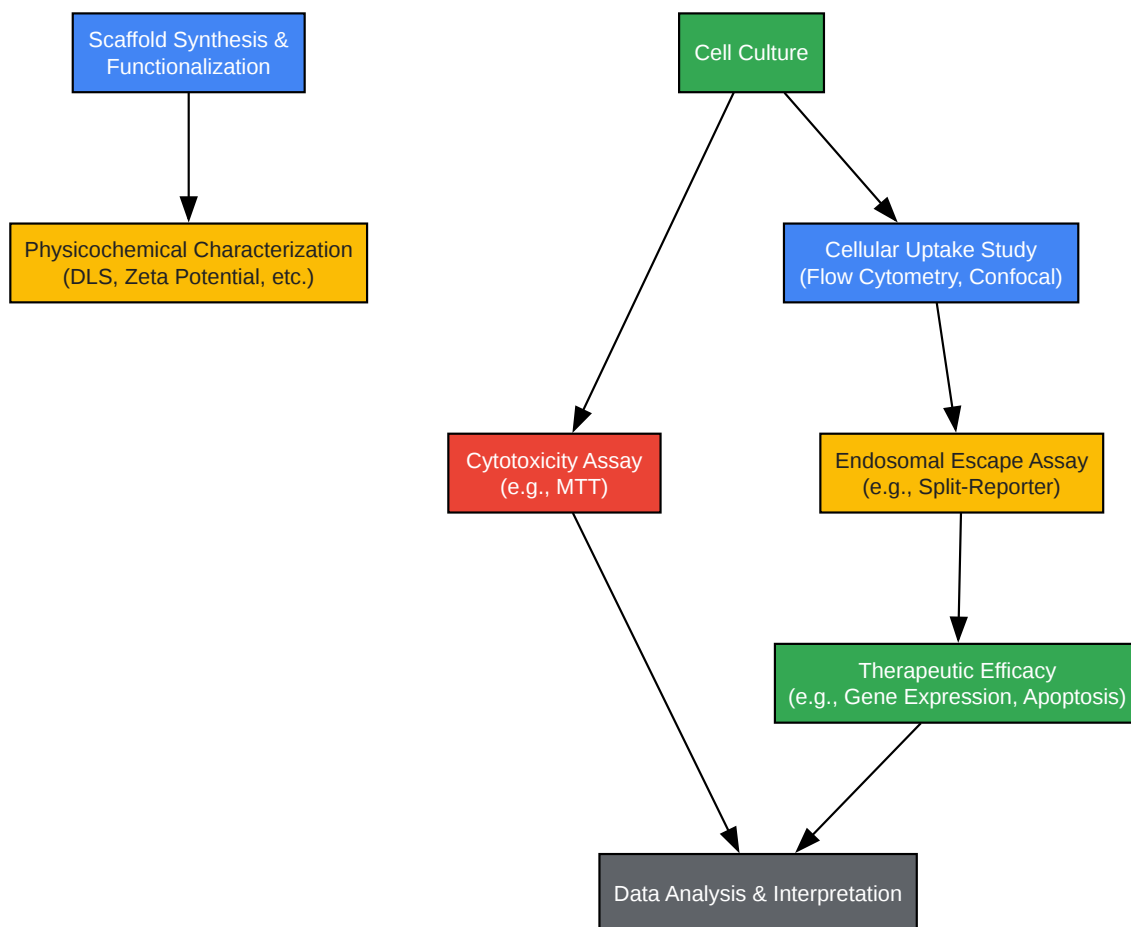 Scaffold Synthesis &
Functionalization
Cell Culture
Physicochemical Characterization
(DLS, Zeta Potential, etc.)
Cellular Uptake Study
(Flow Cytometry, Confocal)
Cytotoxicity Assay
(e.g., MTT)
Endosomal Escape Assay
(e.g., Split-Reporter)
Therapeutic Efficacy
(e.g., Gene Expression, Apoptosis)
Data Analysis & Interpretation